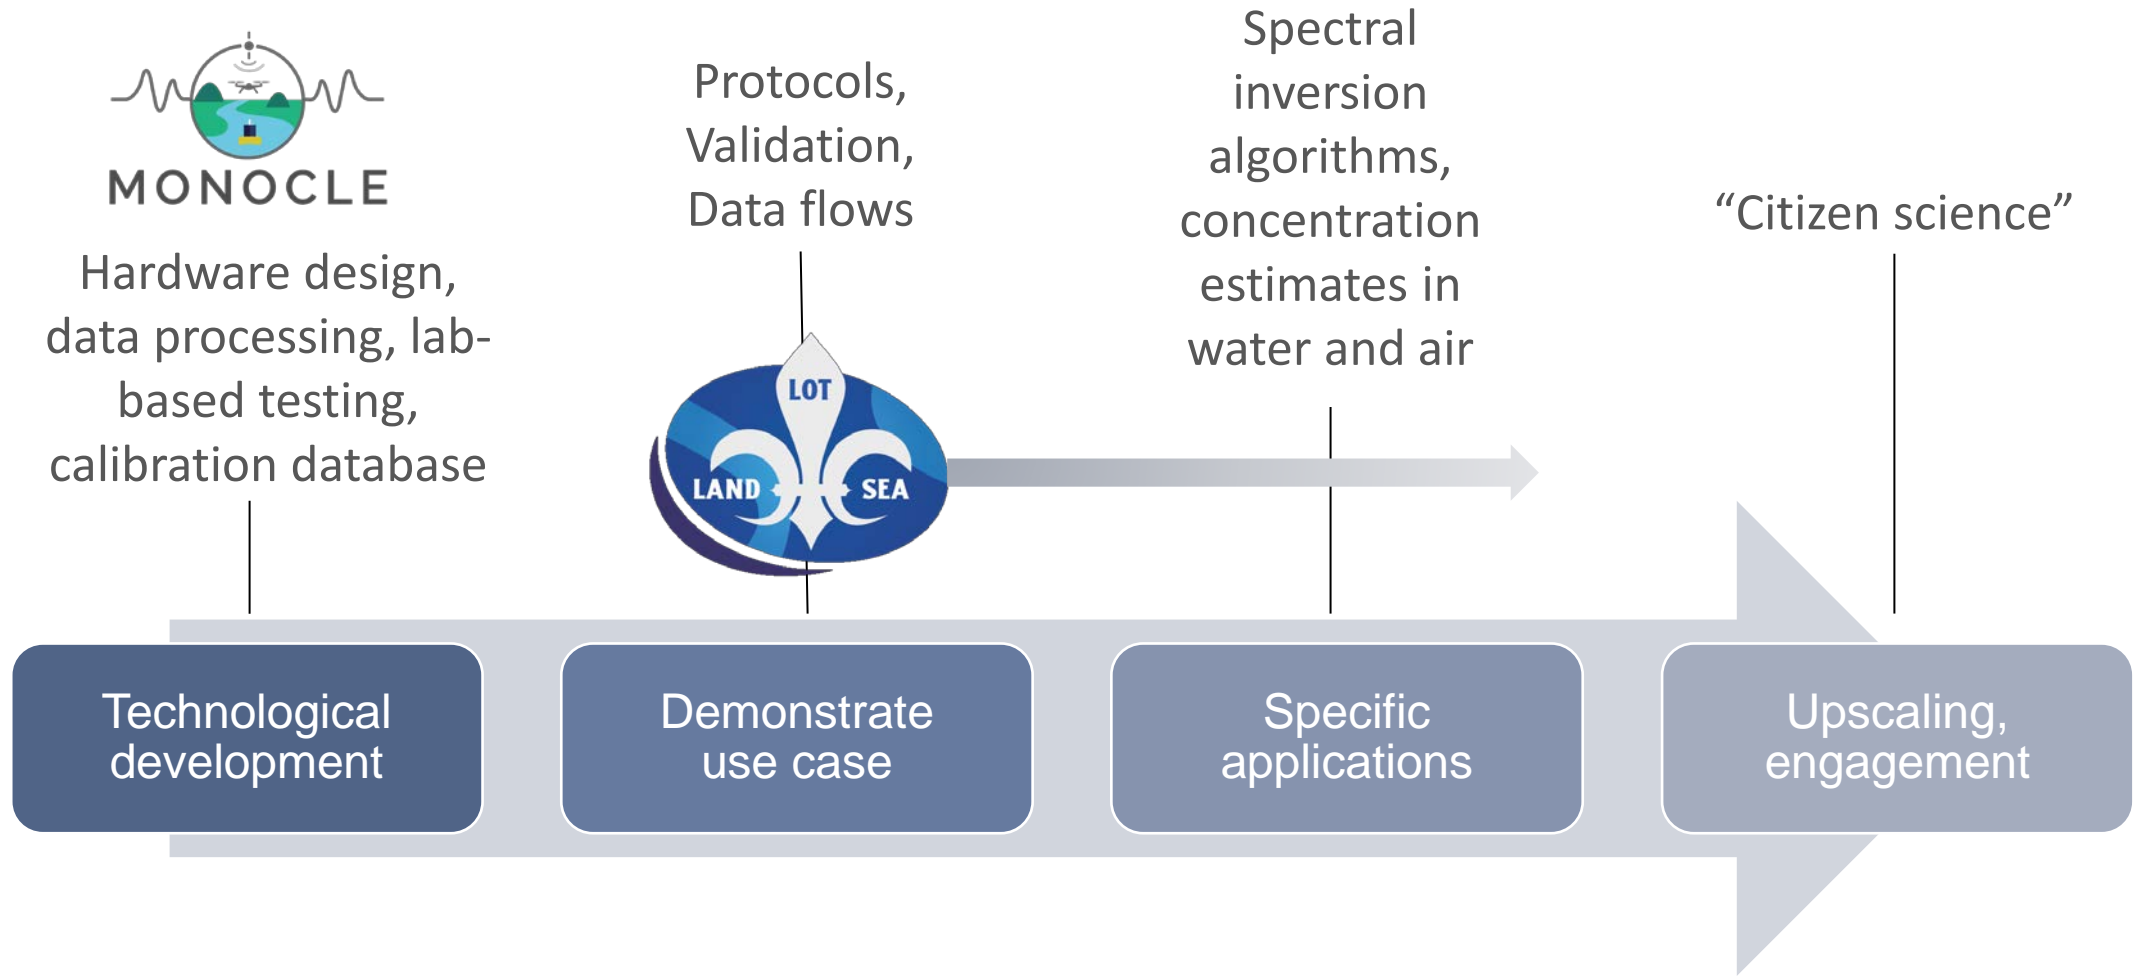 MONOCLE
Hardware design,
data processing, lab-
based testing,
calibration database
Protocols,
Validation,
Data flows
LOT
LAND
SEA
Spectral
inversion
algorithms,
concentration
estimates in
water and air
“Citizen science”
Technological
development
Demonstrate
use case
Specific
applications
Upscaling,
engagement